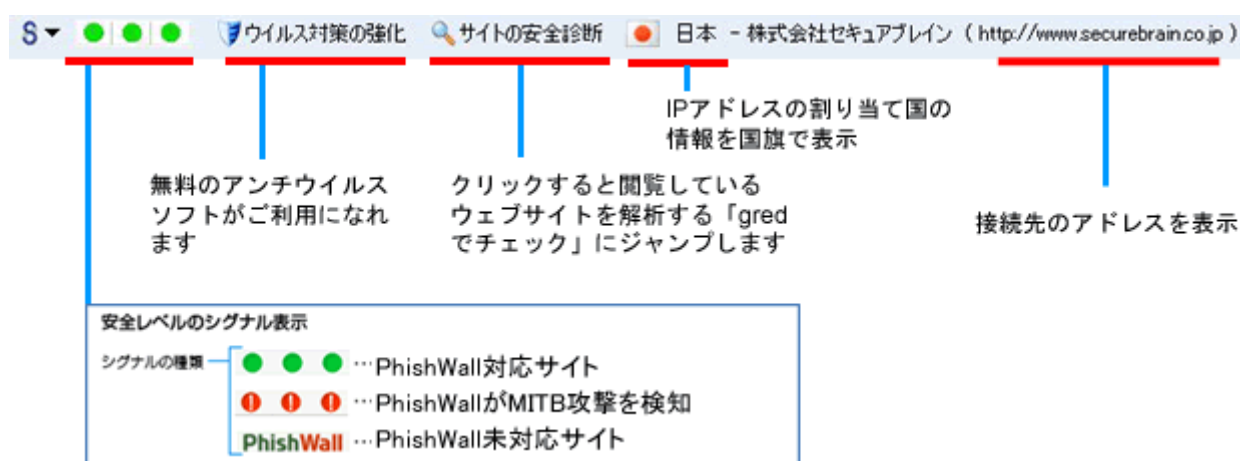 S ウイルス対策の強化 サイトの安全診断 日本 - 株式会社セキュアブレイン ( http://www.securebrain.co.jp )
IPアドレスの割り当て国の
情報を国旗で表示
無料のアンチウイルス
ソフトがご利用になれ
ます
クリックすると閲覧している
ウェブサイトを解析する「gred
でチェック」にジャンプします
接続先のアドレスを表示
安全レベルのシグナル表示
シグナルの種類
…PhishWall対応サイト
…PhishWallがMITB攻撃を検知
PhishWall …PhishWall未対応サイト